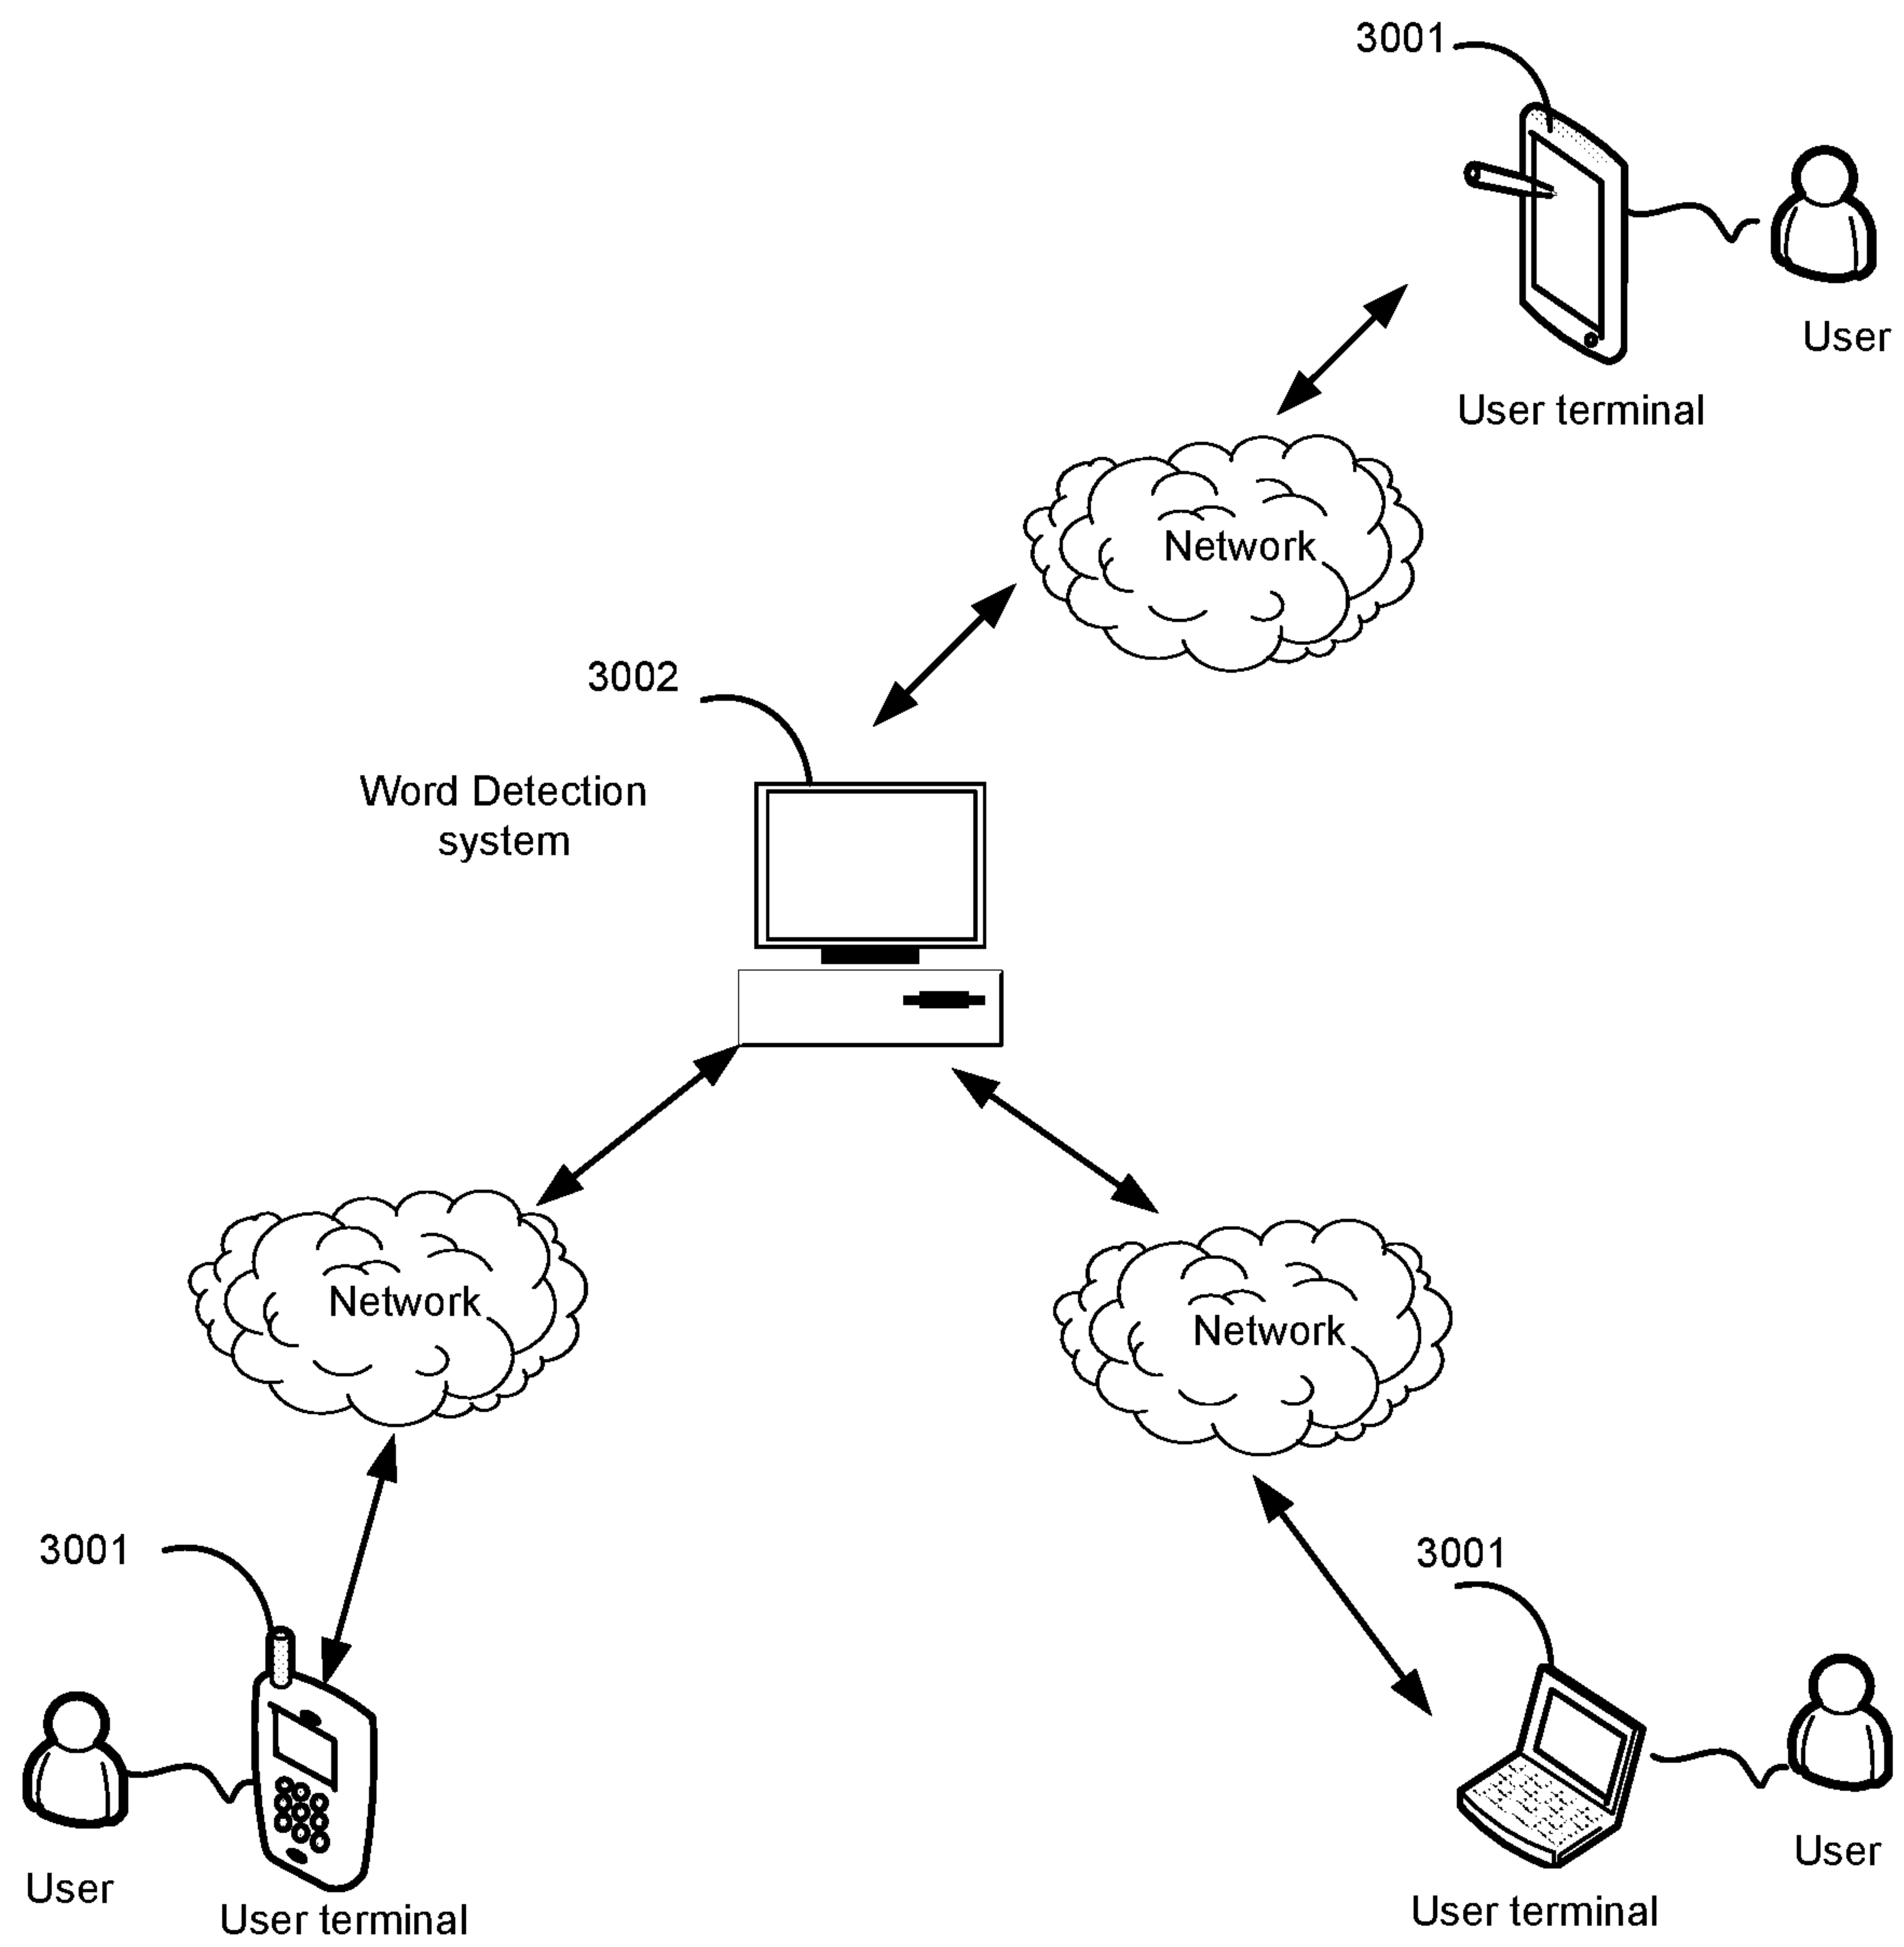 3001
User
User terminal
Network
3002
Word Detection
system
Network
Network
3001
3001
User
User terminal
User
User terminal